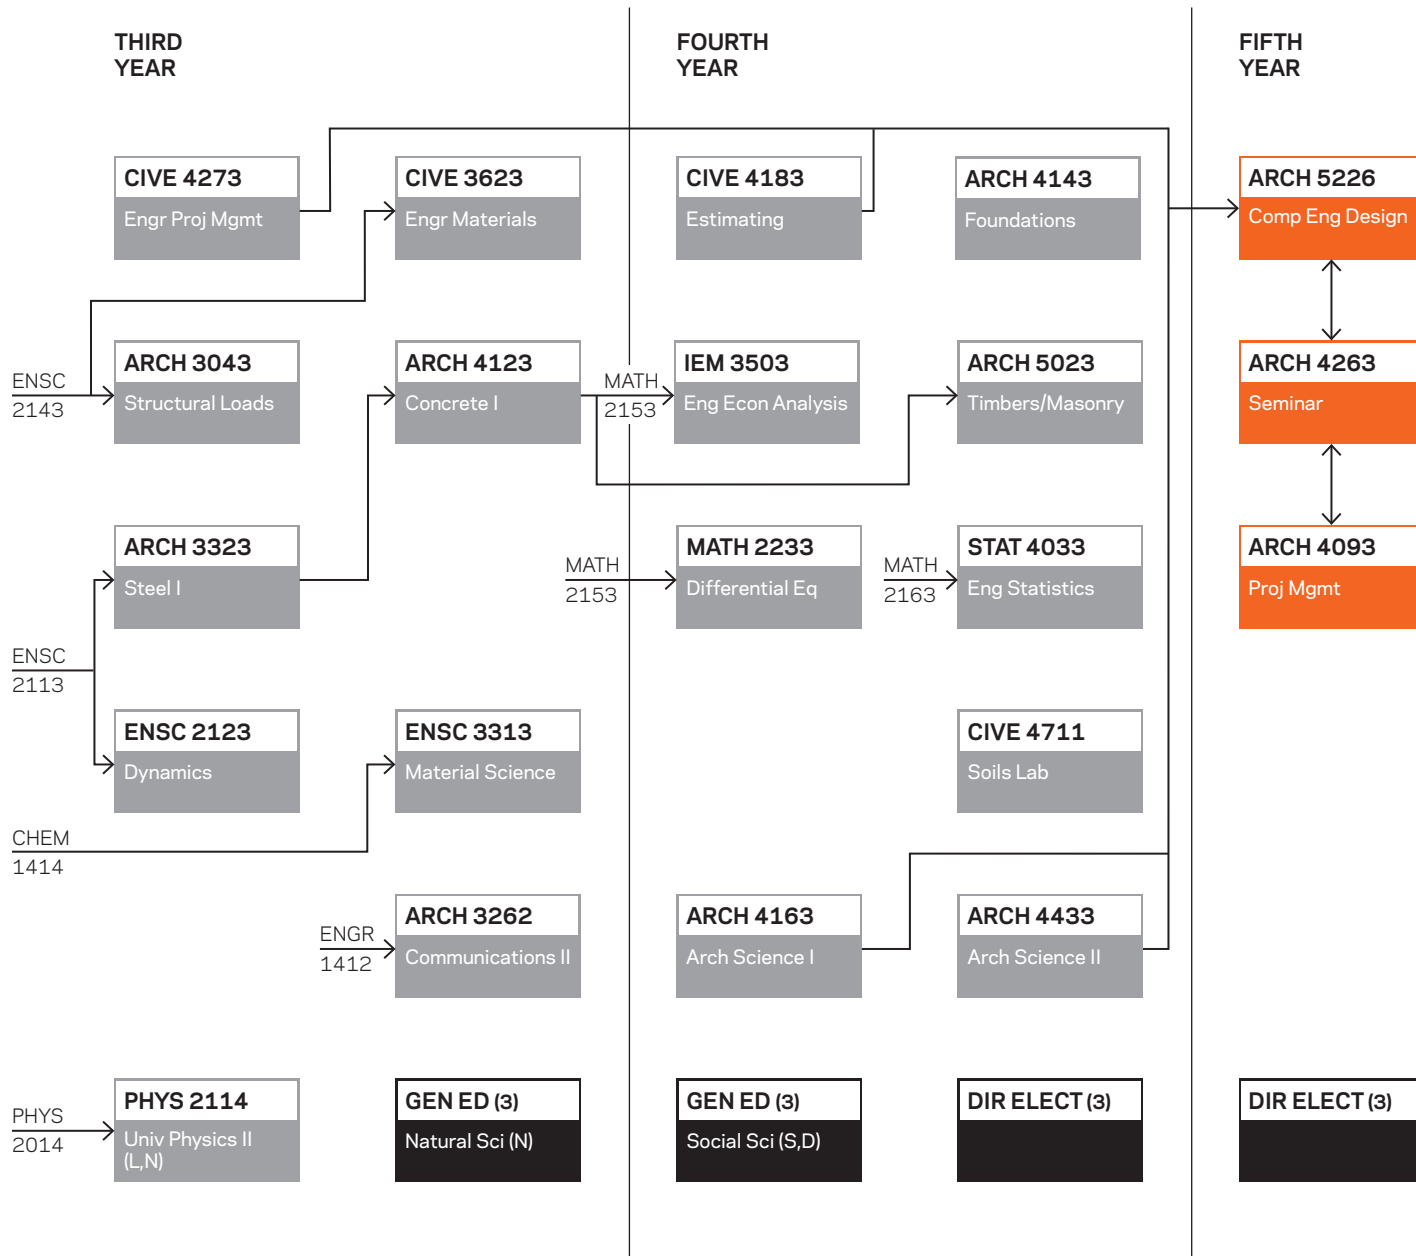 THIRD
YEAR
FOURTH
YEAR
FIFTH
YEAR
CIVE 4273
Engr Proj Mgmt
CIVE 3623
Engr Materials
CIVE 4183
Estimating
ARCH 4143
Foundations
ARCH 5226
Comp Eng Design
ENSC
2143
ARCH 3043
Structural Loads
ARCH 4123
Concrete I
MATH
2153
IEM 3503
Eng Econ Analysis
ARCH 5023
Timbers/Masonry
ARCH 4263
Seminar
ARCH 3323
Steel I
MATH
2153
MATH 2233
Differential Eq
MATH
2163
STAT 4033
Eng Statistics
ARCH 4093
Proj Mgmt
ENSC
2113
ENSC 2123
Dynamics
ENSC 3313
Material Science
CIVE 4711
Soils Lab
CHEM
1414
ENGR
1412
ARCH 3262
Communications II
ARCH 4163
Arch Science I
ARCH 4433
Arch Science II
PHYS
2014
PHYS 2114
Univ Physics II
(L,N)
GEN ED (3)
Natural Sci (N)
GEN ED (3)
Social Sci (S,D)
DIR ELECT (3)
DIR ELECT (3)